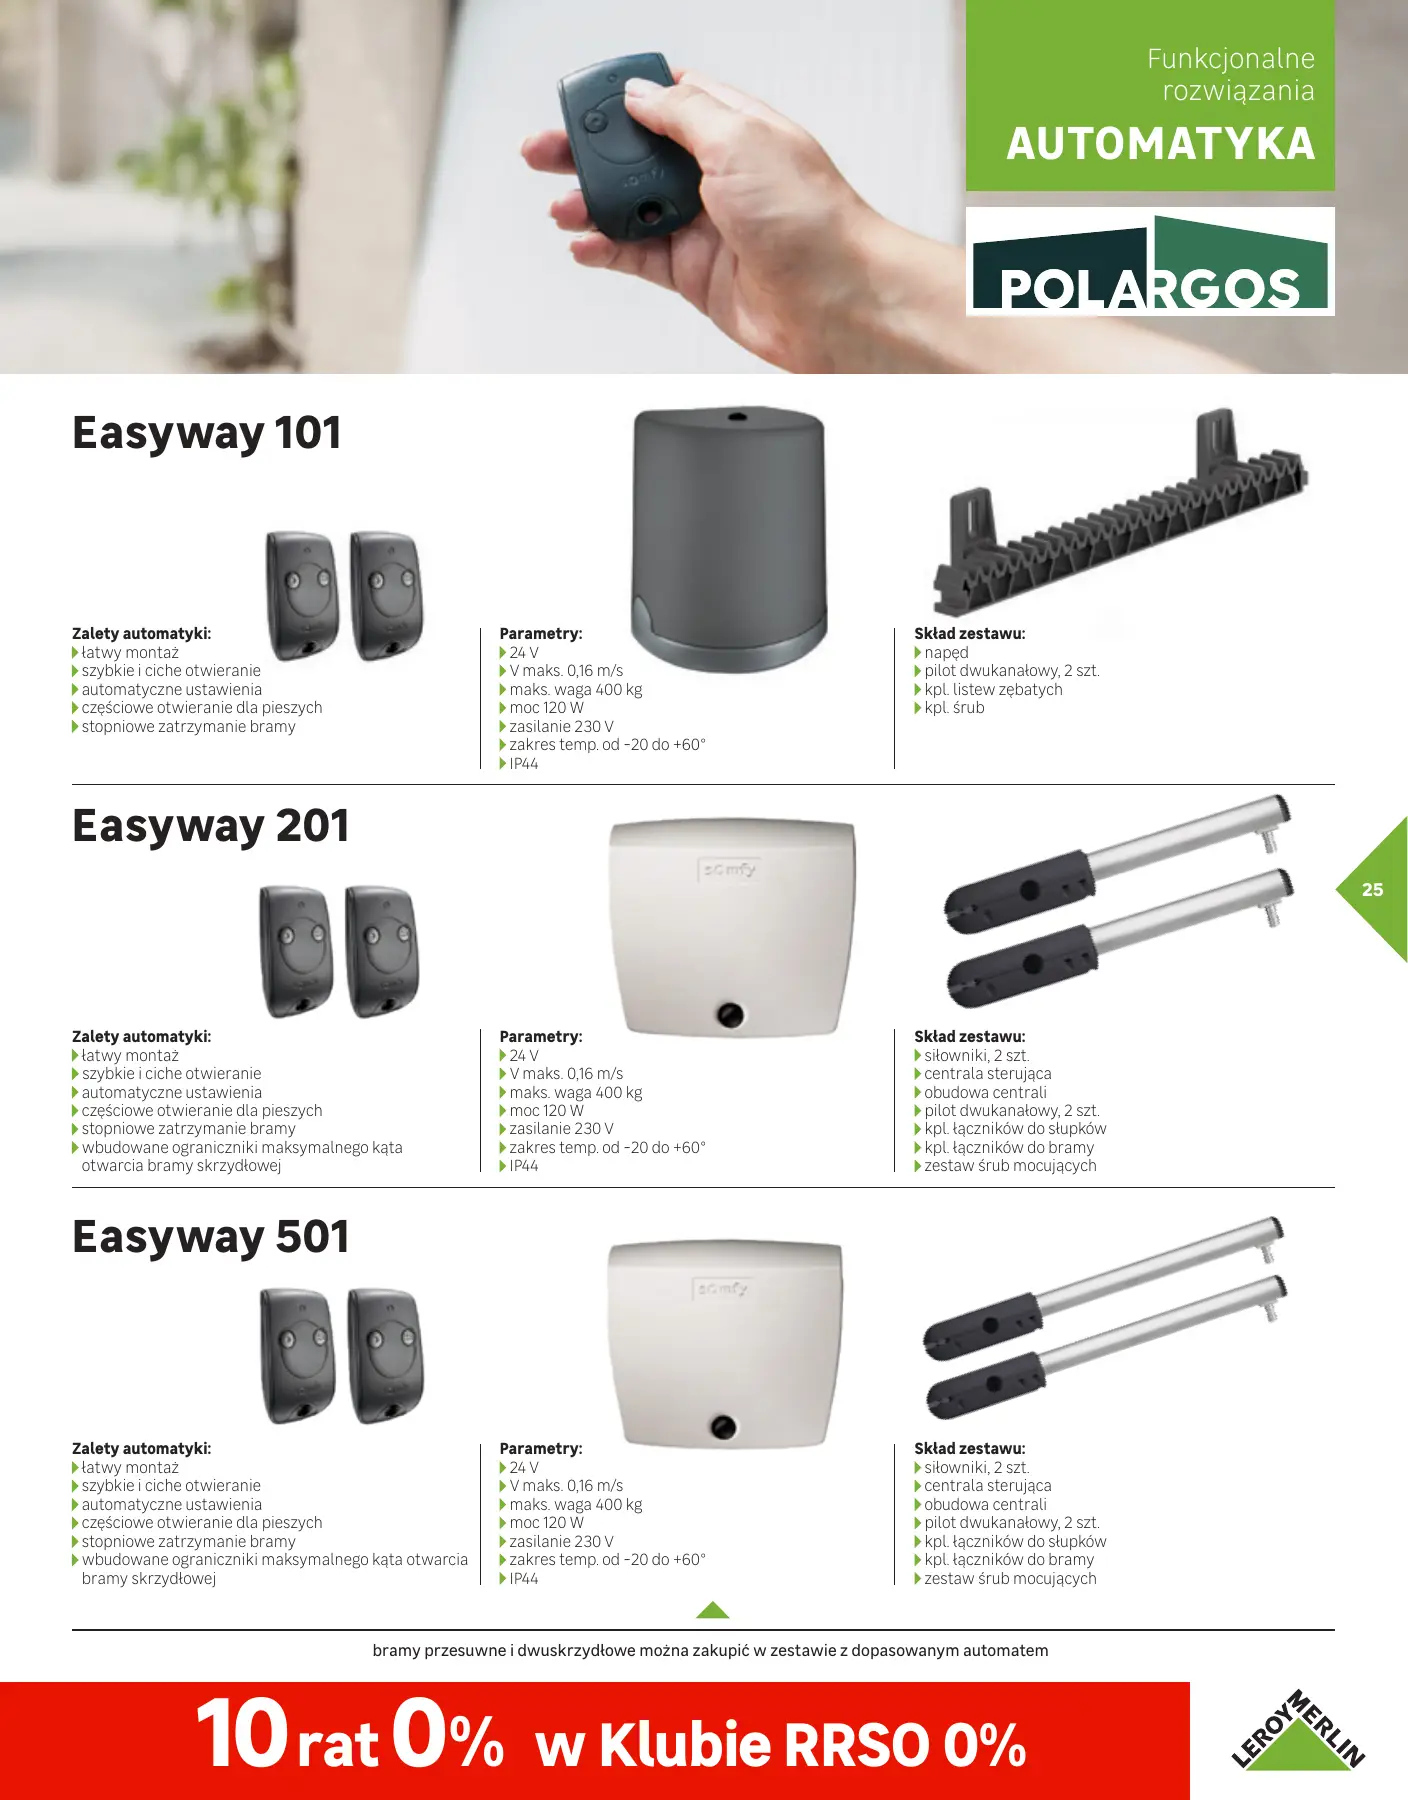 Funkcjonalne
rozwiązania
AUTOMATYKA
somfy
POLARGOS
Easyway 101
Zalety automatyki:
łatwy montaż
szybkie i ciche otwieranie
automatyczne ustawienia
częściowe otwieranie dla pieszych
stopniowe zatrzymanie bramy
Parametry:
24 V
V maks. 0,16 m/s
maks. waga 400 kg
moc 120 W
zasilanie 230 V
zakres temp. od -20 do +60°
IP44
Skład zestawu:
napęd
pilot dwukanałowy, 2 szt.
kpl. listew zębatych
kpl. śrub
Easyway 201
somfy
Zalety automatyki:
łatwy montaż
szybkie i ciche otwieranie
automatyczne ustawienia
częściowe otwieranie dla pieszych
stopniowe zatrzymanie bramy
wbudowane ograniczniki maksymalnego kąta
otwarcia bramy skrzydłowej
Parametry:
24 V
V maks. 0,16 m/s
maks. waga 400 kg
moc 120 W
zasilanie 230 V
zakres temp. od -20 do +60°
IP44
Skład zestawu:
siłowniki, 2 szt.
centrala sterująca
obudowa centrali
pilot dwukanałowy, 2 szt.
kpl. łączników do słupków
kpl. łączników do bramy
zestaw śrub mocujących
25
Easyway 501
somfy
Zalety automatyki:
łatwy montaż
szybkie i ciche otwieranie
automatyczne ustawienia
częściowe otwieranie dla pieszych
stopniowe zatrzymanie bramy
wbudowane ograniczniki maksymalnego kąta otwarcia
bramy skrzydłowej
Parametry:
24 V
V maks. 0,16 m/s
maks. waga 400 kg
moc 120 W
zasilanie 230 V
zakres temp. od -20 do +60°
IP44
Skład zestawu:
siłowniki, 2 szt.
centrala sterująca
obudowa centrali
pilot dwukanałowy, 2 szt.
kpl. łączników do słupków
kpl. łączników do bramy
zestaw śrub mocujących
bramy przesuwne i dwuskrzydłowe można zakupić w zestawie z dopasowanym automatem
10 rat 0% w Klubie RRSO 0%
LEROY MERLIN